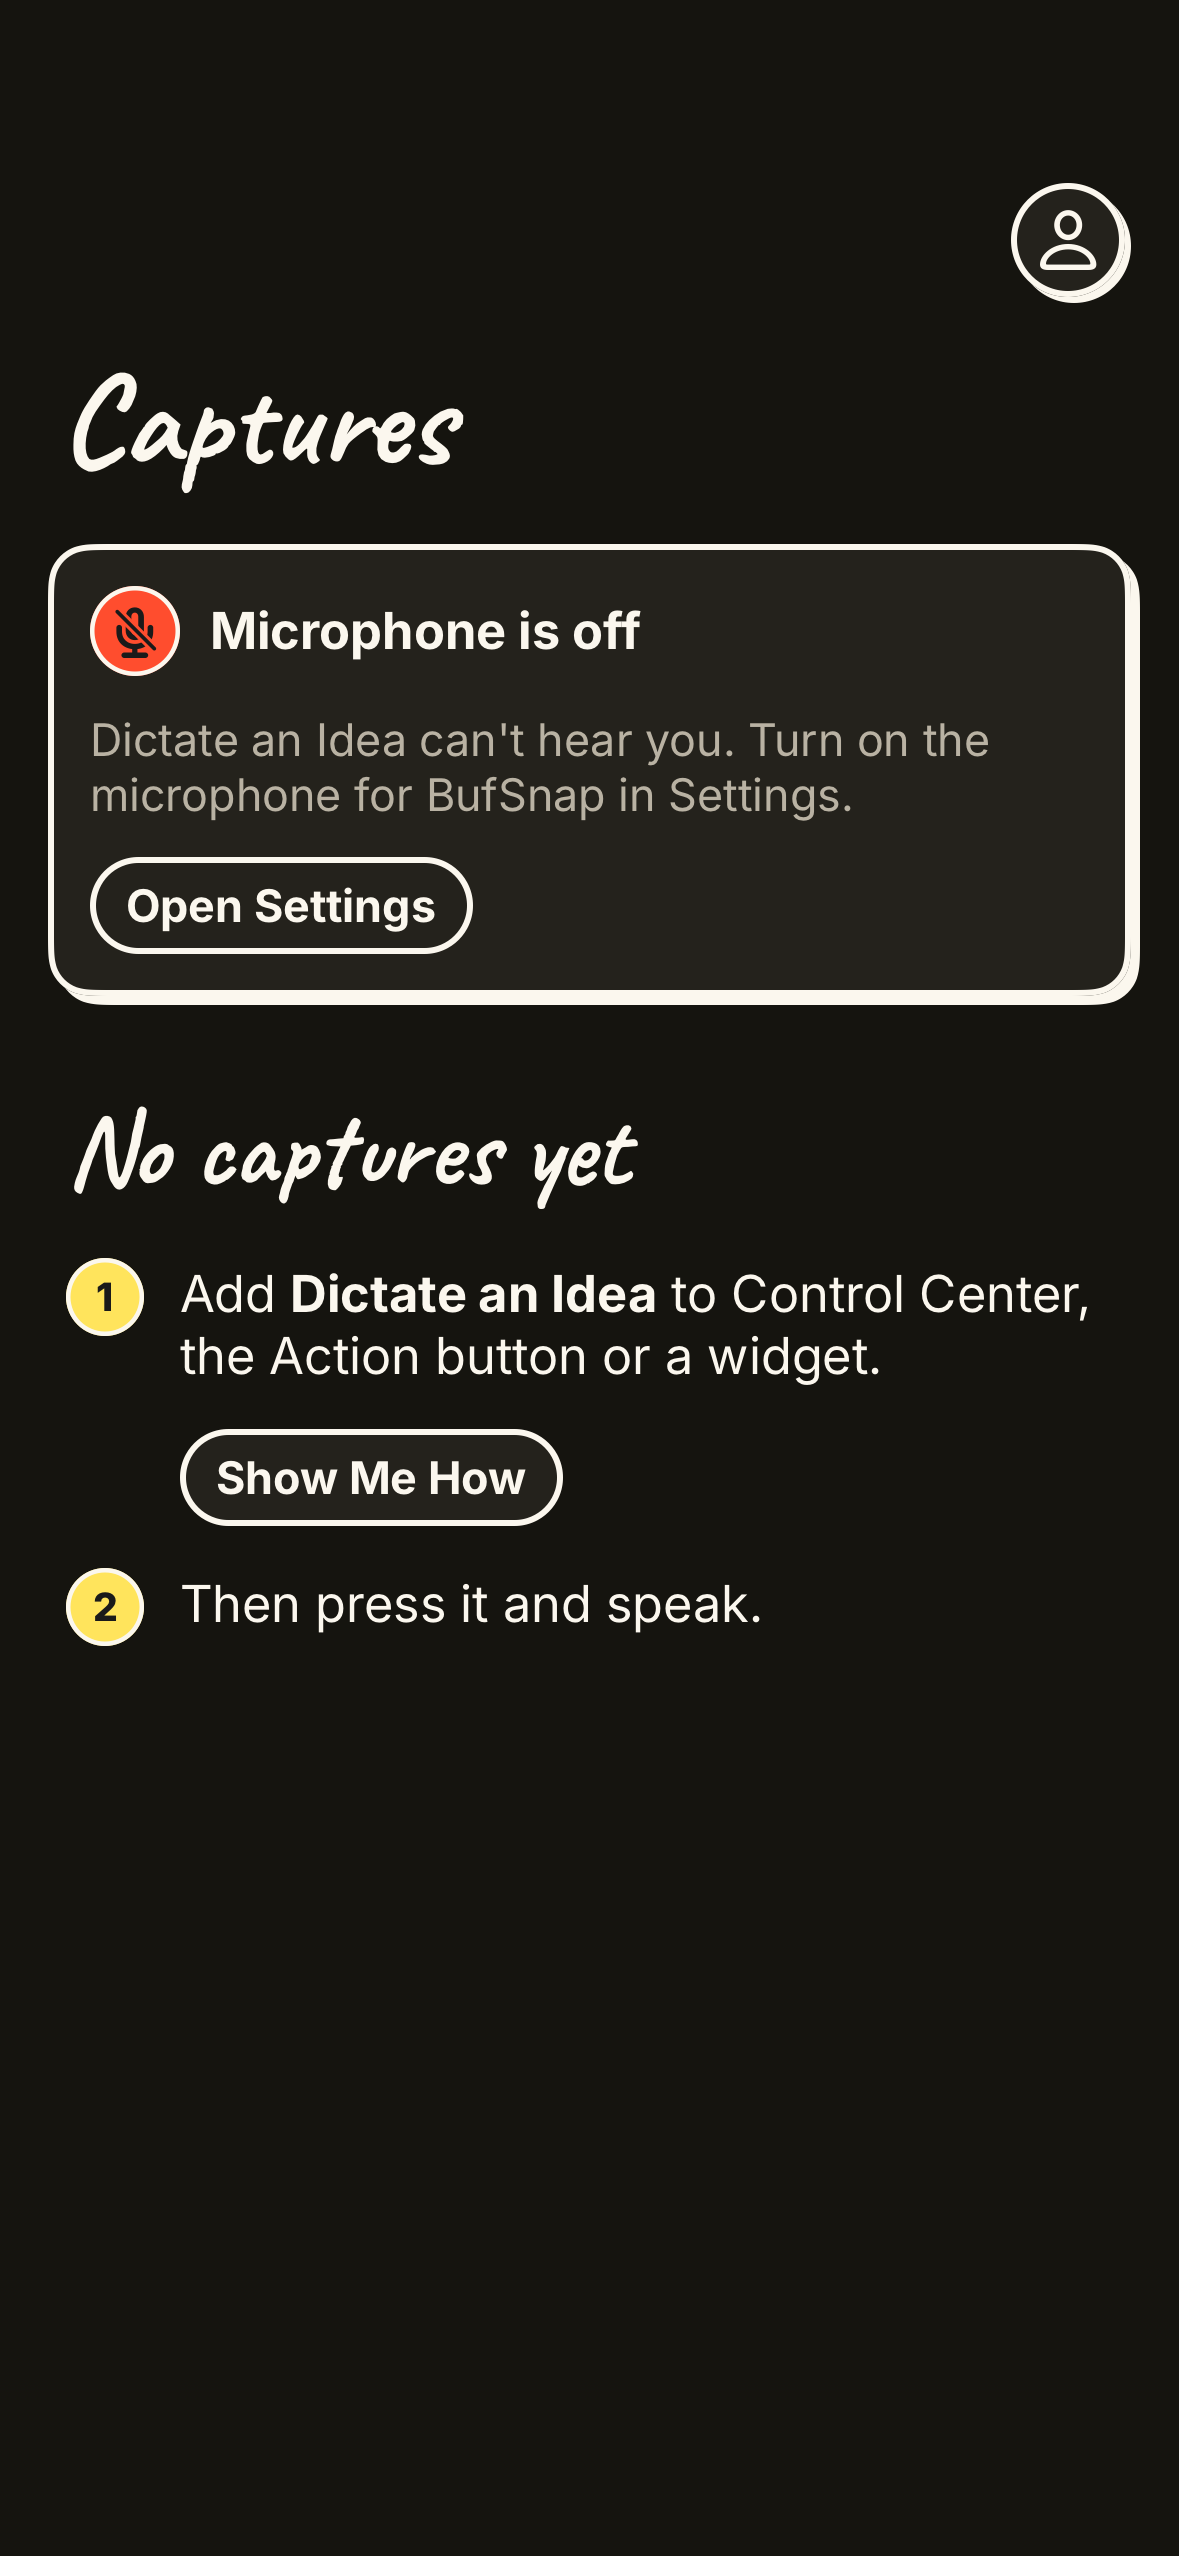 Captures
Microphone is off
Dictate an Idea can't hear you. Turn on the
microphone for BufSnap in Settings.
Open Settings
No captures yet
1
Add Dictate an Idea to Control Center,
the Action button or a widget.
Show Me How
2
Then press it and speak.